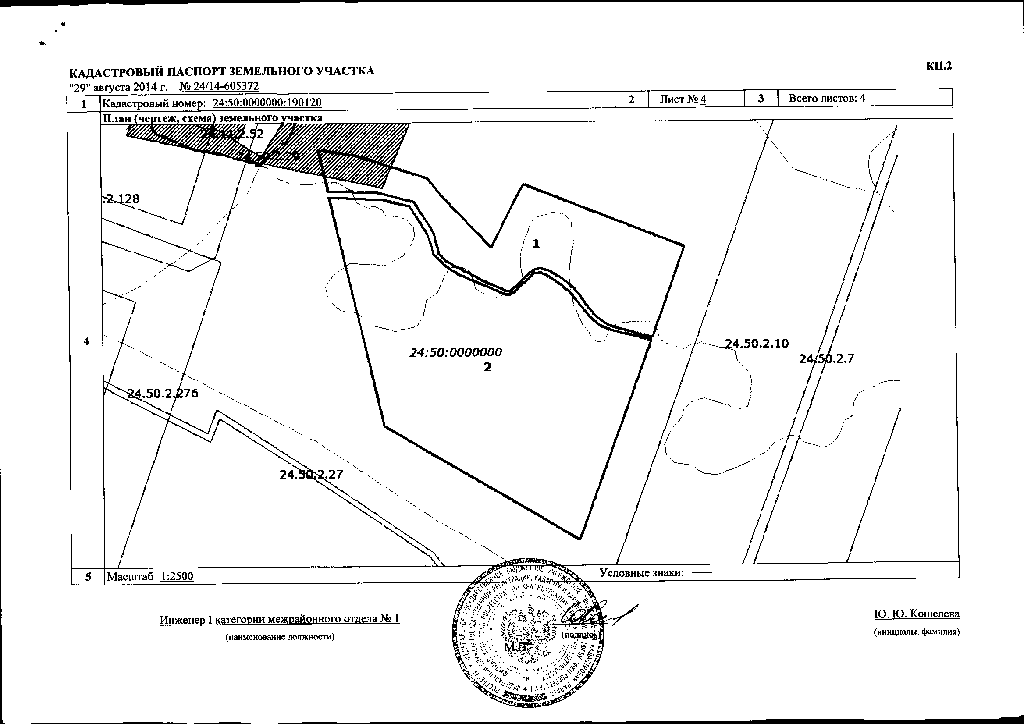 КП.2
КАДАСТРОВЫЙ ПАСПОРТ ЗЕМЕЛЬНОГО УЧАСТКА
"29" августа 2014 г. № 24/14-605372
1 Кадастровый номер: 24:50:0000000:190120 2 Лист № 4 3 Всего листов: 4
План (чертеж, схема) земельного участка
2.128
1
4
24:50:0000000
2
24.50.2.10
24.50.2.7
24.50.2.276
24.50.2.27
5 Масштаб 1:2500 Условные знаки:
Инженер 1 категории межрайонного отдела № 1 Ю. Ю. Кошелева
(наименование должности) М.П. (подпись) (инициалы, фамилия)